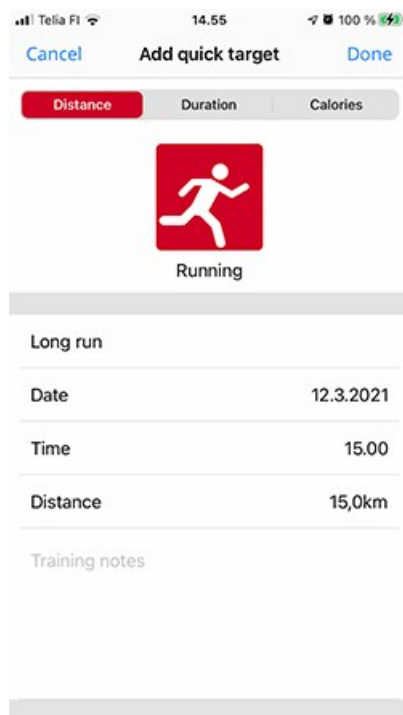 Telia FI 14.55 100 %
Cancel Add quick target Done
Distance Duration Calories
Running
Long run
Date 12.3.2021
Time 15.00
Distance 15,0km
Training notes